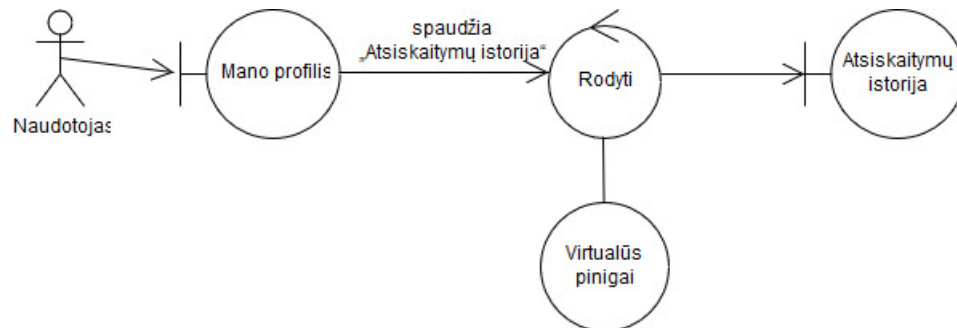 spaudžia
„Atsiskaitymų istorija“
Mano profilis
Rodyti
Atsiskaitymų
istorija
Naudotojas
Virtualūs
pinigai